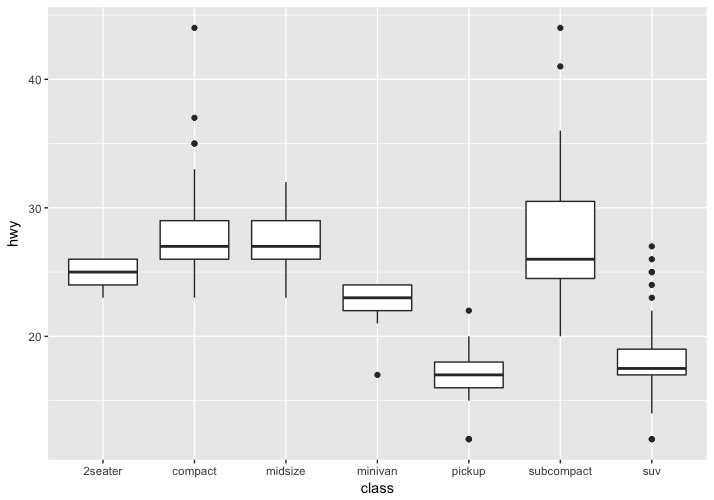 40
30
20
hwy
2seater compact midsize minivan pickup subcompact suv
class